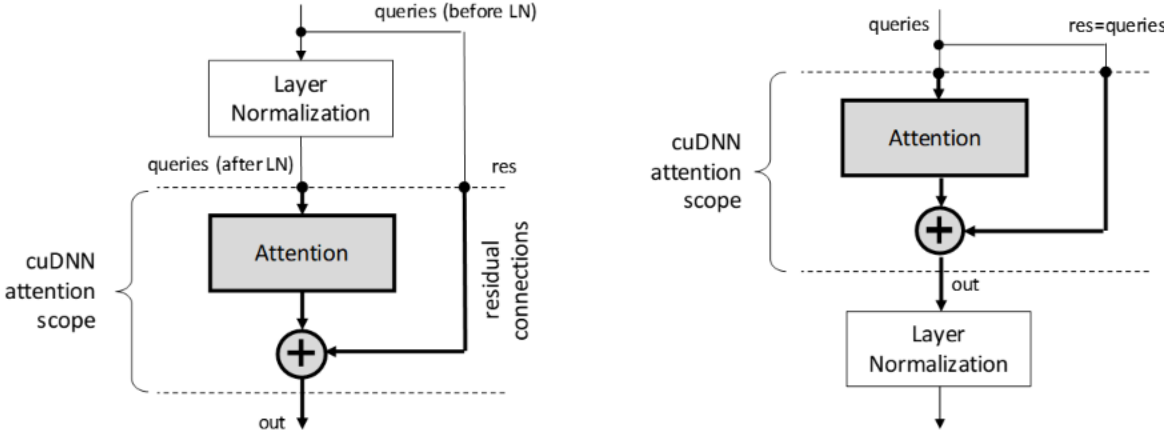 queries (before LN)
Layer
Normalization
queries (after LN)
res
cuDNN
attention
scope
Attention
residual
connections
+
out
queries
res=queries
cuDNN
attention
scope
Attention
+
out
Layer
Normalization